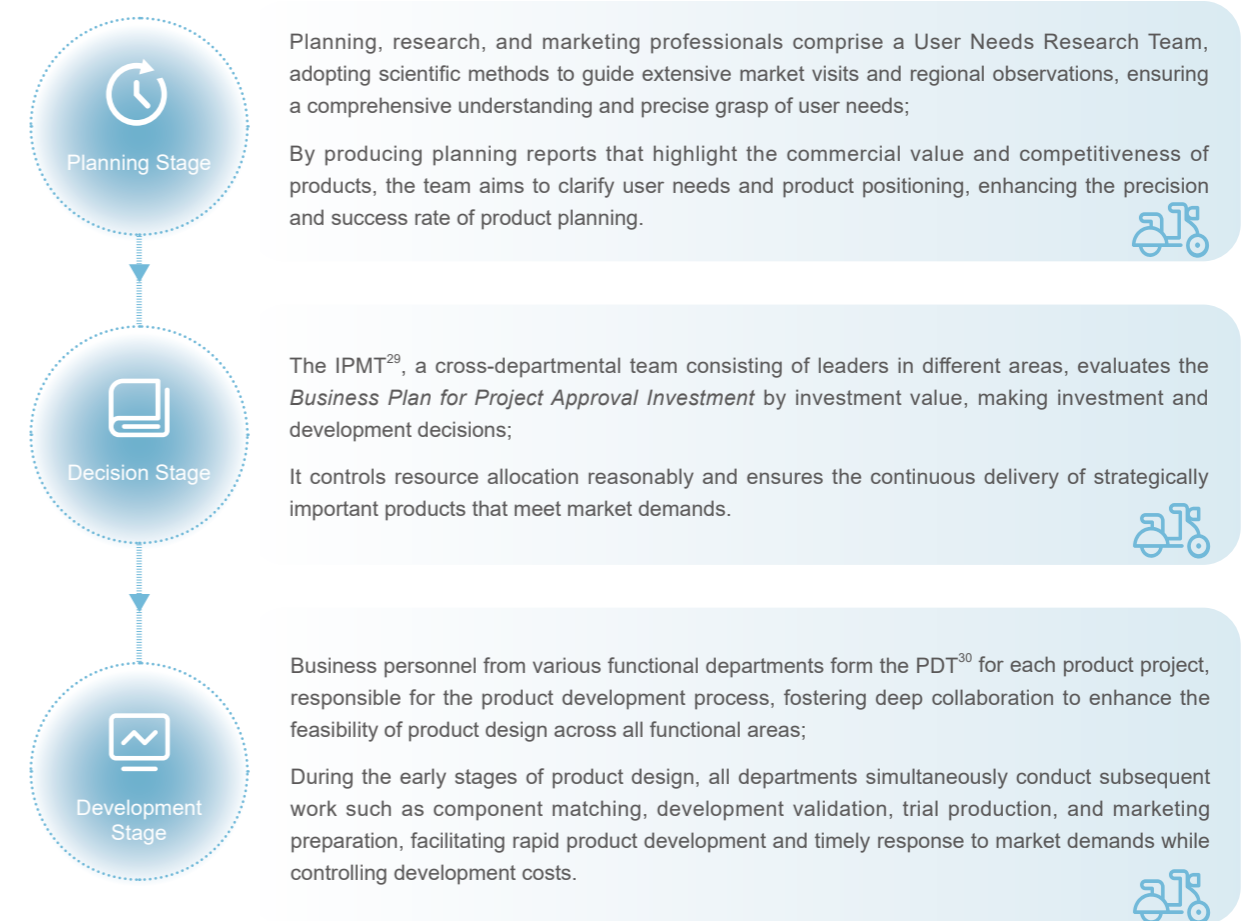 Planning Stage
Planning, research, and marketing professionals comprise a User Needs Research Team,
adopting scientific methods to guide extensive market visits and regional observations, ensuring
a comprehensive understanding and precise grasp of user needs;
By producing planning reports that highlight the commercial value and competitiveness of
products, the team aims to clarify user needs and product positioning, enhancing the precision
and success rate of product planning.
Decision Stage
The IPMT29, a cross-departmental team consisting of leaders in different areas, evaluates the
Business Plan for Project Approval Investment by investment value, making investment and
development decisions;
It controls resource allocation reasonably and ensures the continuous delivery of strategically
important products that meet market demands.
Development
Stage
Business personnel from various functional departments form the PDT30 for each product project,
responsible for the product development process, fostering deep collaboration to enhance the
feasibility of product design across all functional areas;
During the early stages of product design, all departments simultaneously conduct subsequent
work such as component matching, development validation, trial production, and marketing
preparation, facilitating rapid product development and timely response to market demands while
controlling development costs.